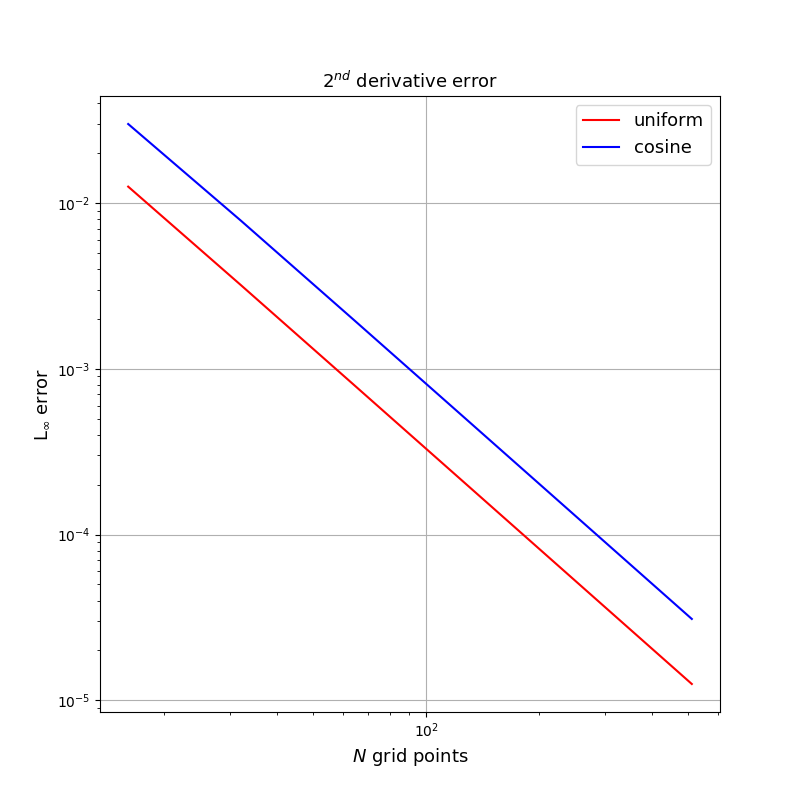 2ⁿᵈ derivative error
uniform
cosine
10⁻²
10⁻³
10⁻⁴
10⁻⁵
L∞ error
10²
N grid points